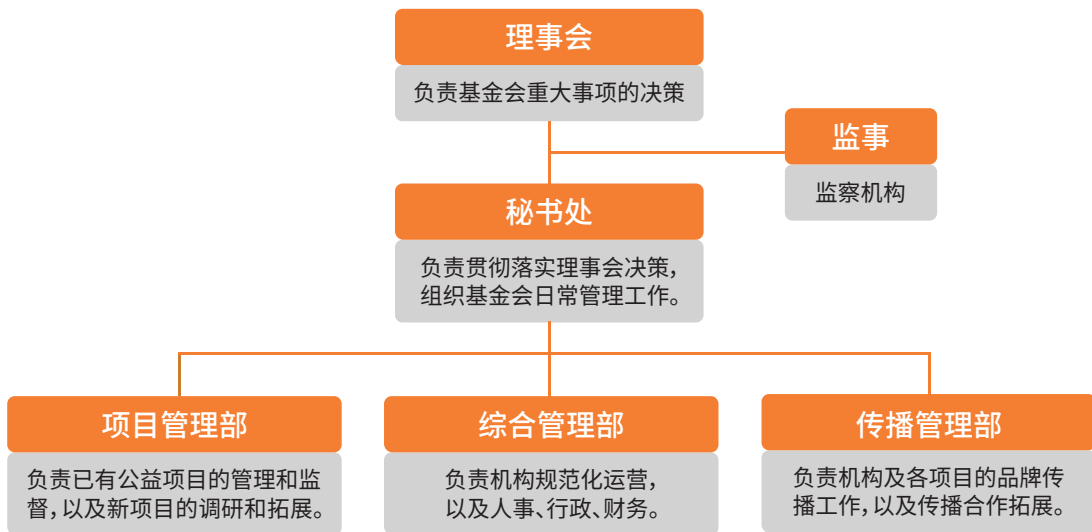 理事会
负责基金会重大事项的决策
监事
监察机构
秘书处
负责贯彻落实理事会决策，
组织基金会日常管理工作。
项目管理部
负责已有公益项目的管理和监
督，以及新项目的调研和拓展。
综合管理部
负责机构规范化运营，
以及人事、行政、财务。
传播管理部
负责机构及各项目的品牌传
播工作，以及传播合作拓展。